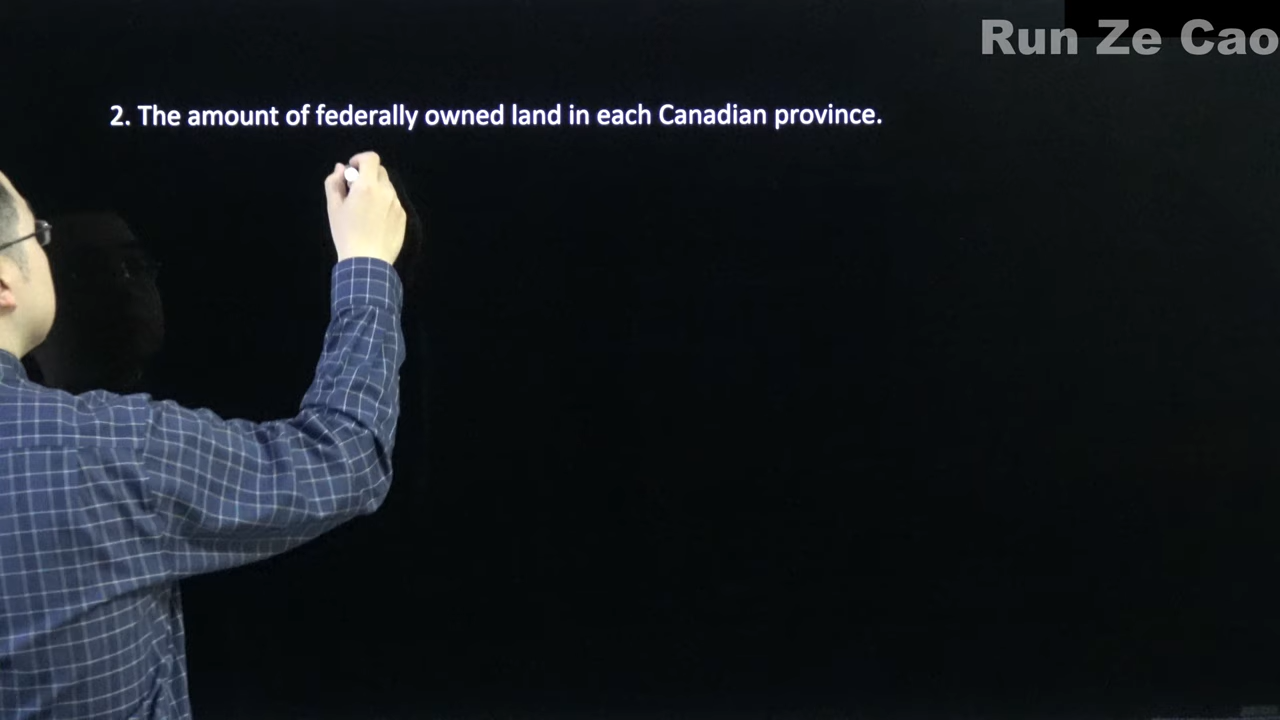 Run Ze Cao
2. The amount of federally owned land in each Canadian province.